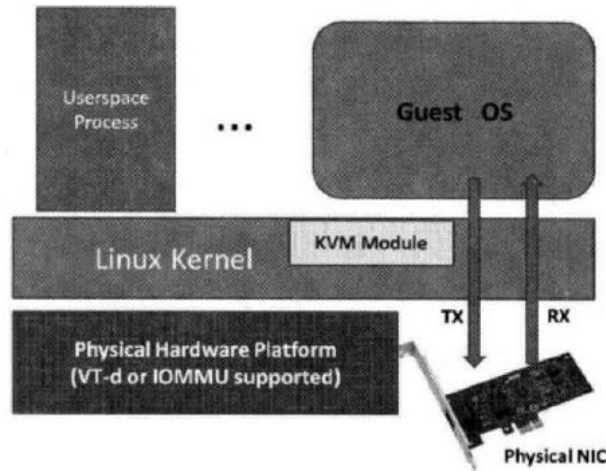 Userspace
Process
...
Guest OS
KVM Module
Linux Kernel
TX
RX
Physical Hardware Platform
(VT-d or IOMMU supported)
Physical NIC